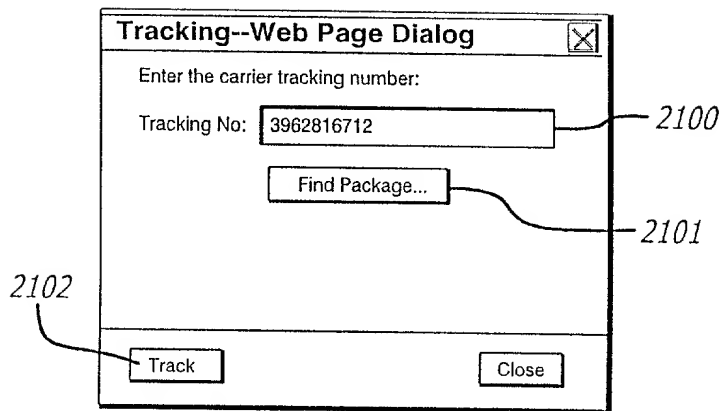 Tracking--Web Page Dialog
Enter the carrier tracking number:
Tracking No: 3962816712
2100
Find Package...
2101
2102
Track
Close